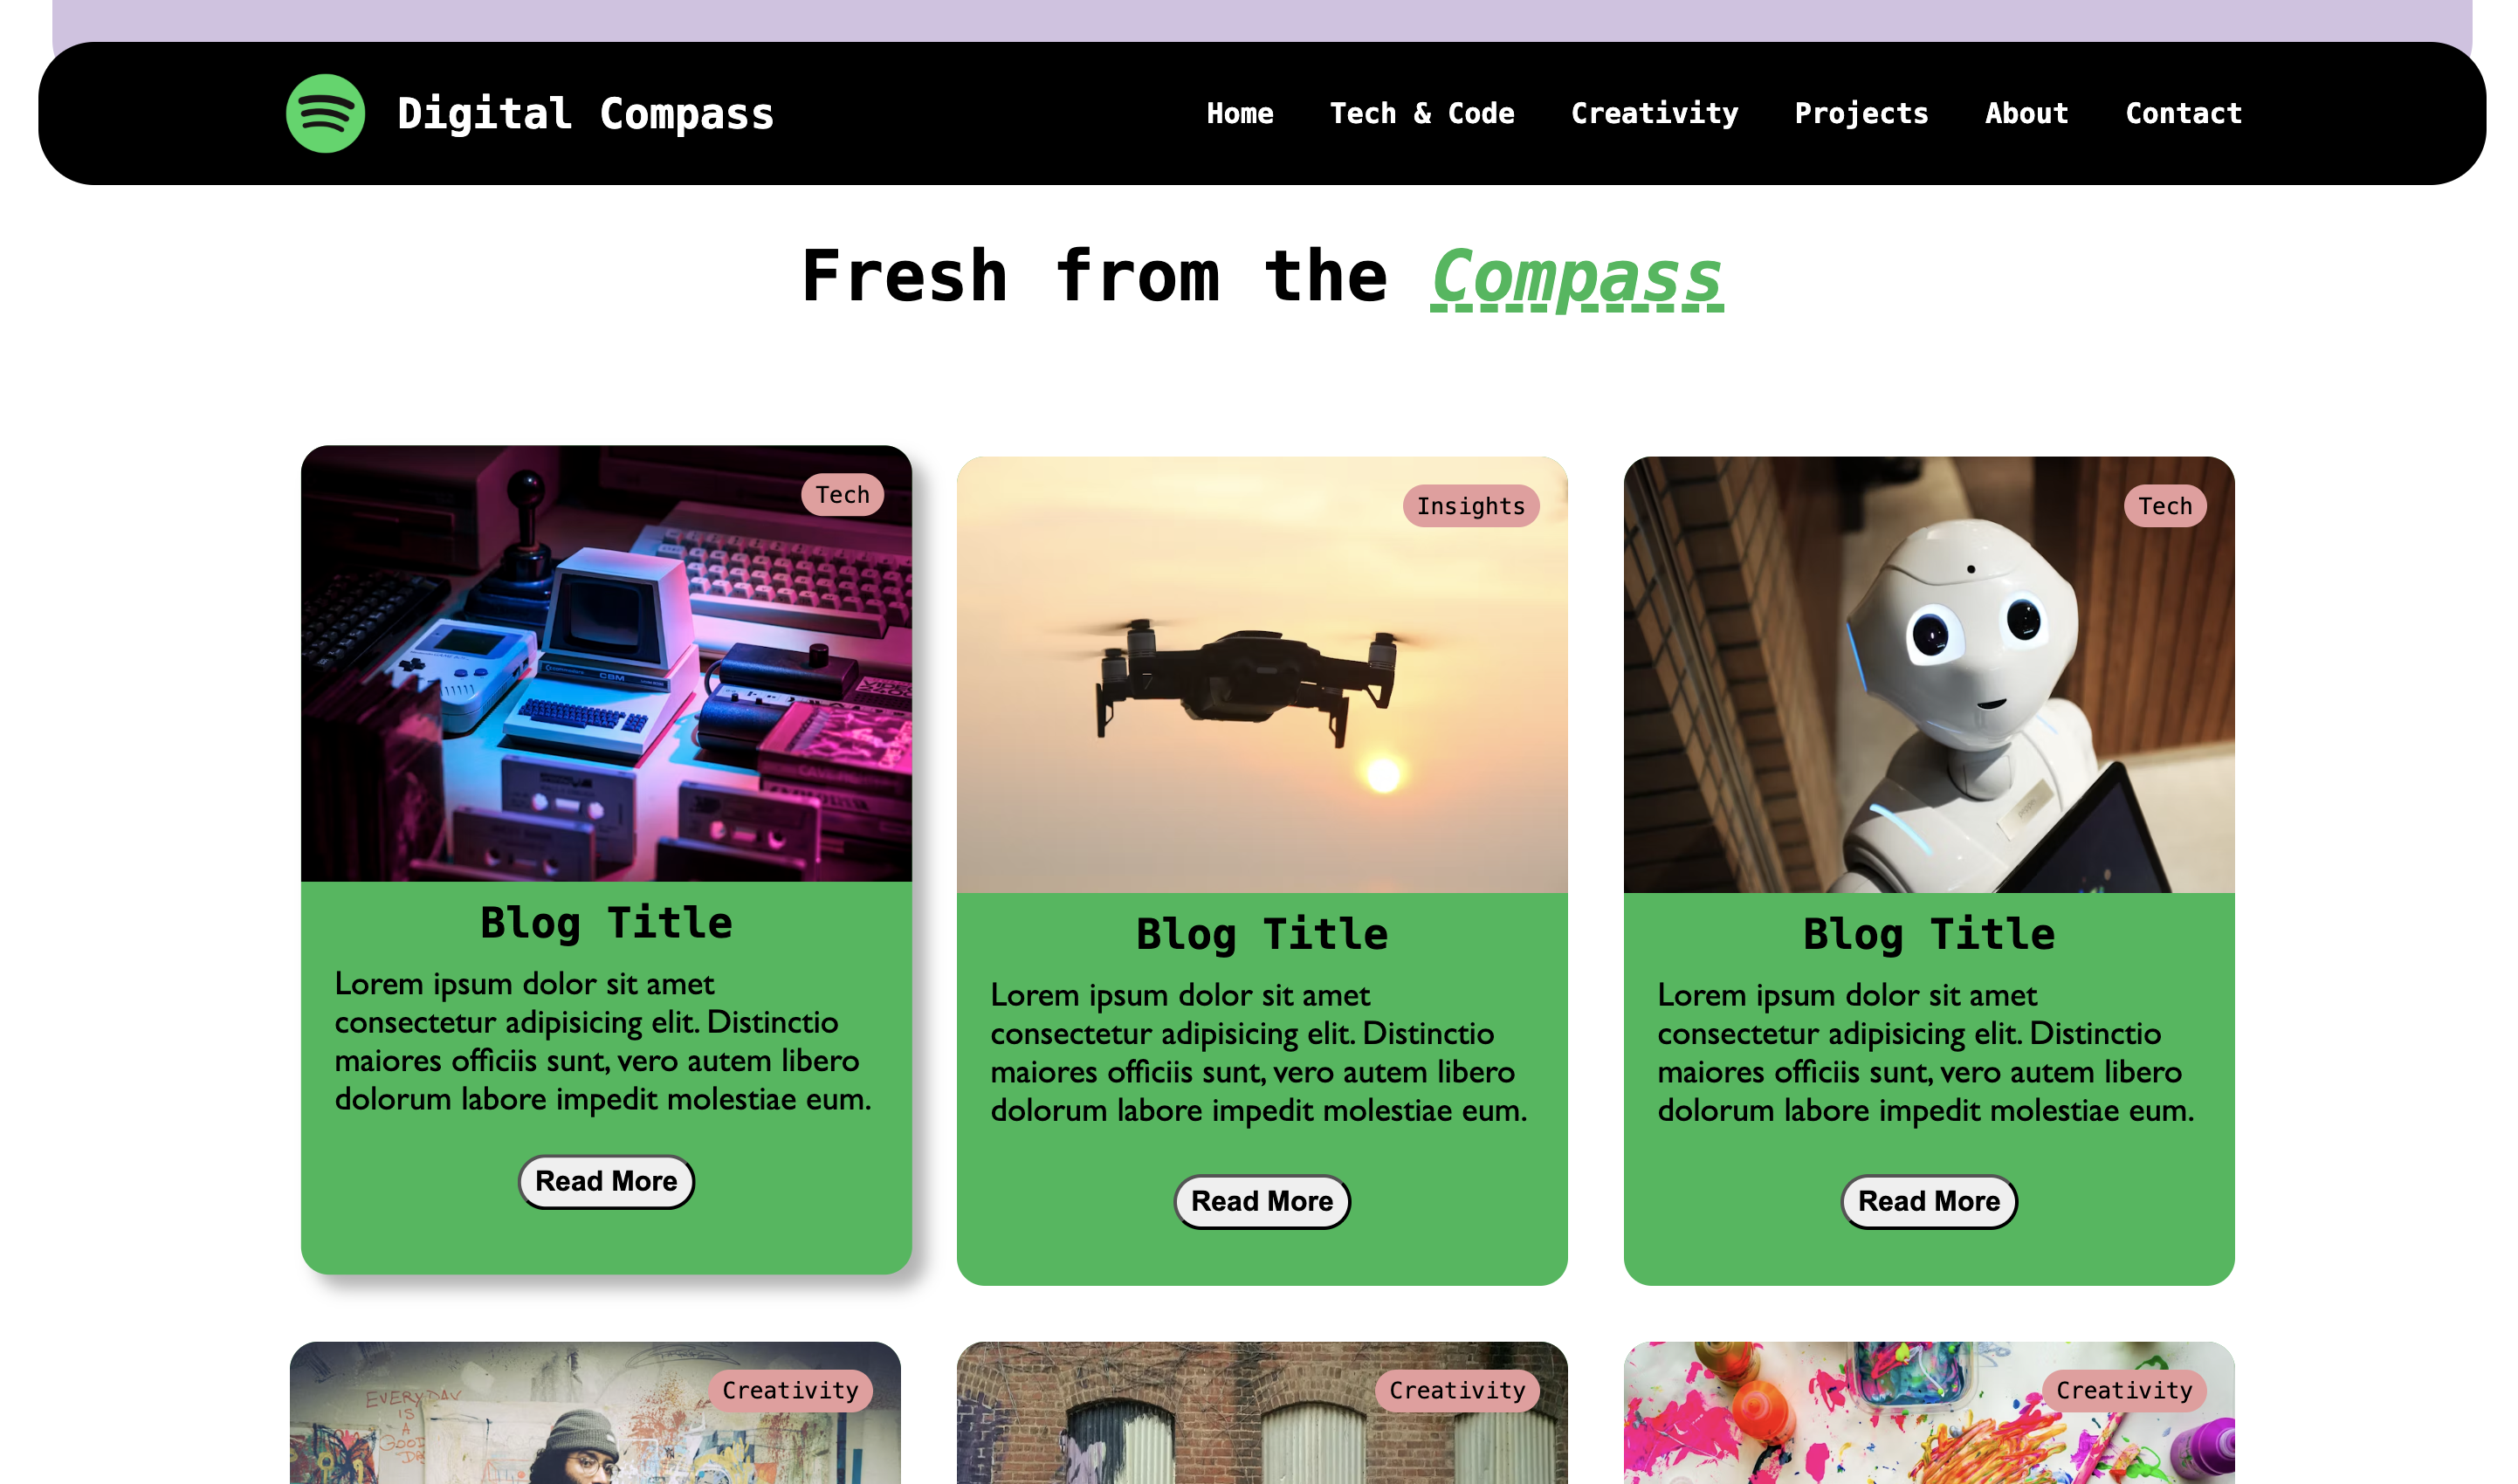 Digital Compass
Home Tech & Code Creativity Projects About Contact
Fresh from the Compass
Tech
CBM
Blog Title
Lorem ipsum dolor sit amet
consectetur adipisicing elit. Distinctio
maiores officiis sunt, vero autem libero
dolorum labore impedit molestiae eum.
Read More
Insights
Blog Title
Lorem ipsum dolor sit amet
consectetur adipisicing elit. Distinctio
maiores officiis sunt, vero autem libero
dolorum labore impedit molestiae eum.
Read More
Tech
Blog Title
Lorem ipsum dolor sit amet
consectetur adipisicing elit. Distinctio
maiores officiis sunt, vero autem libero
dolorum labore impedit molestiae eum.
Read More
Creativity
EVERYDAY
IS
A
GOOD
Creativity
Creativity